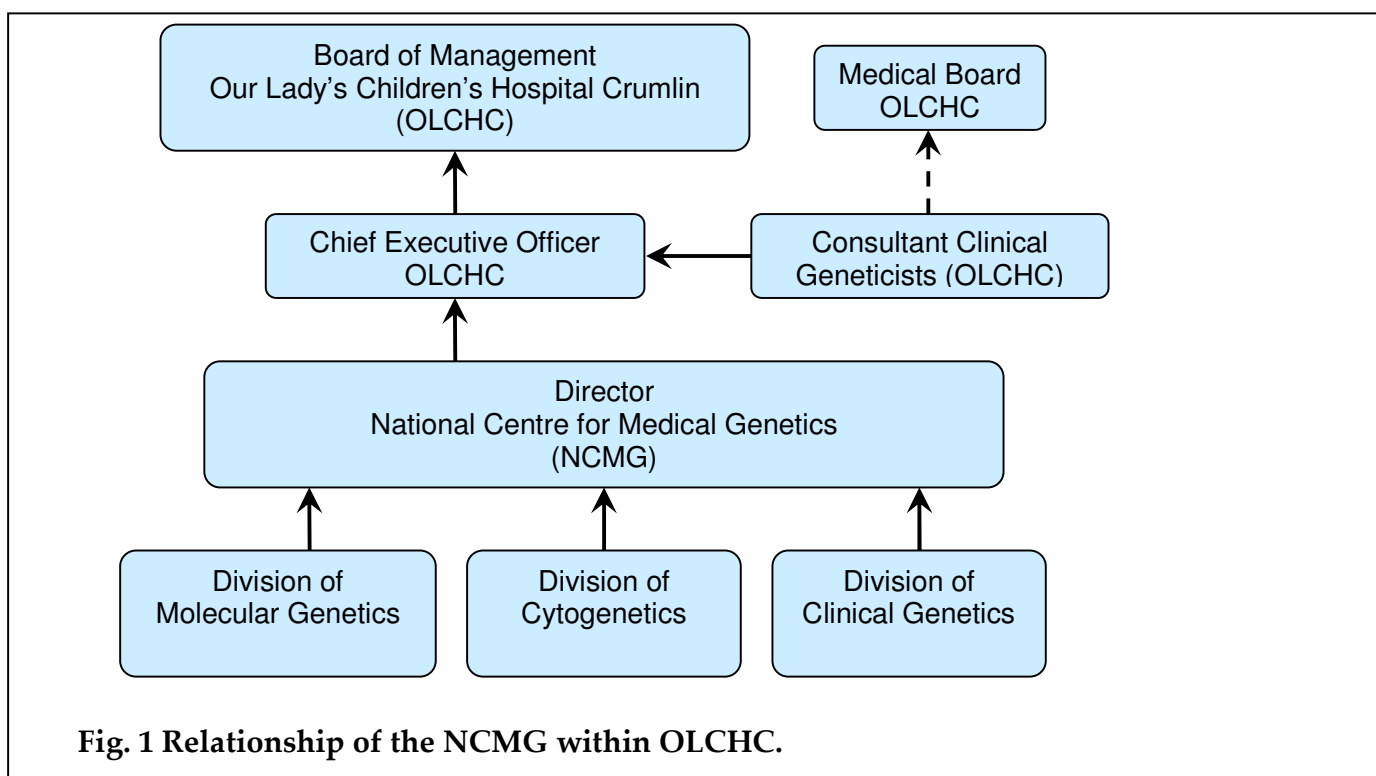 Board of Management
Our Lady's Children's Hospital Crumlin
(OLCHC)
Medical Board
OLCHC
Chief Executive Officer
OLCHC
Consultant Clinical
Geneticists (OLCHC)
Director
National Centre for Medical Genetics
(NCMG)
Division of
Molecular Genetics
Division of
Cytogenetics
Division of
Clinical Genetics
Fig. 1 Relationship of the NCMG within OLCHC.